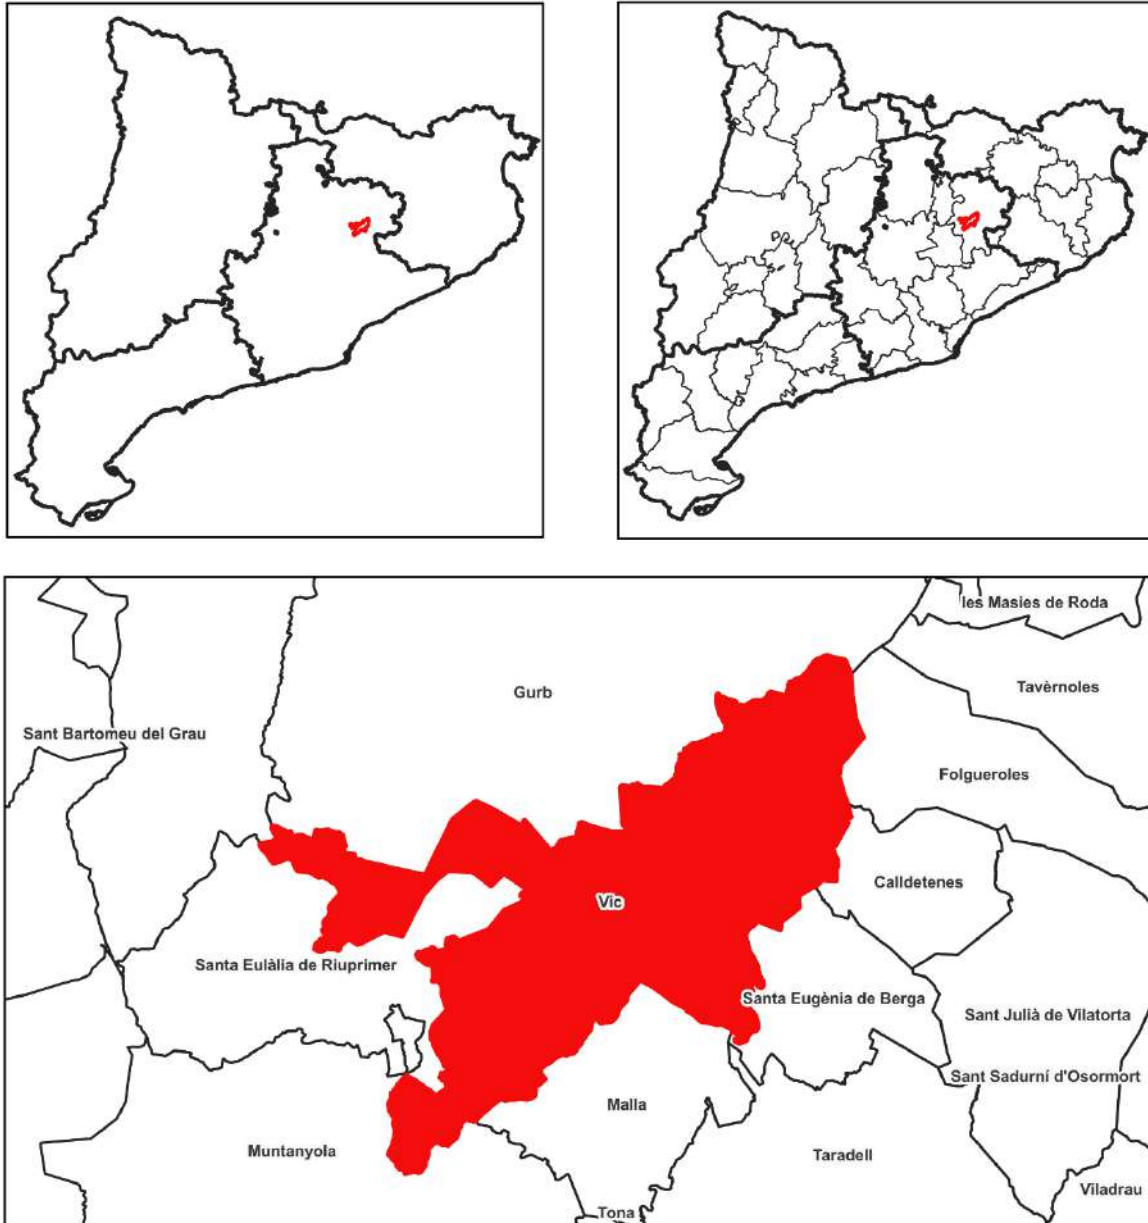 les Masies de Roda
Tavèrnoles
Gurb
Sant Bartomeu del Grau
Folgueroles
Calldetenes
Vic
Santa Eulàlia de Riuprimer
Santa Eugènia de Berga
Sant Julià de Vilatorta
Sant Sadurní d'Osormort
Malla
Muntanyola
Taradell
Viladrau
Tona